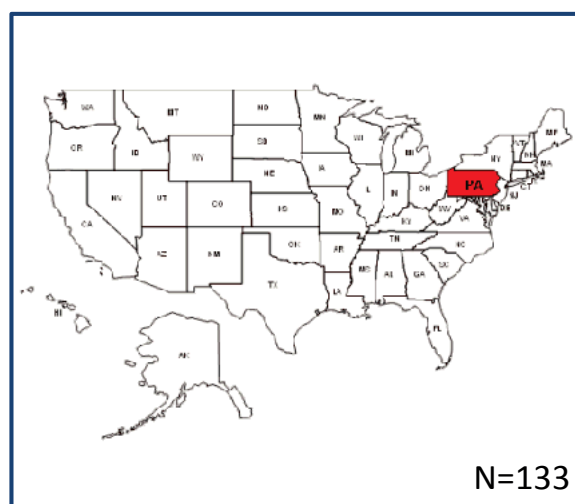 WA
MT
ND
MN
ME
OR
ID
SD
WI
MI
NY
VT
NH
MA
WY
IA
NE
PA
CT
NJ
NV
UT
CO
KS
MO
IN
OH
WV
VA
DE
KY
CA
AZ
NM
OK
AR
TN
NC
SC
TX
LA
MS
AL
GA
FL
HI
AK
N=133